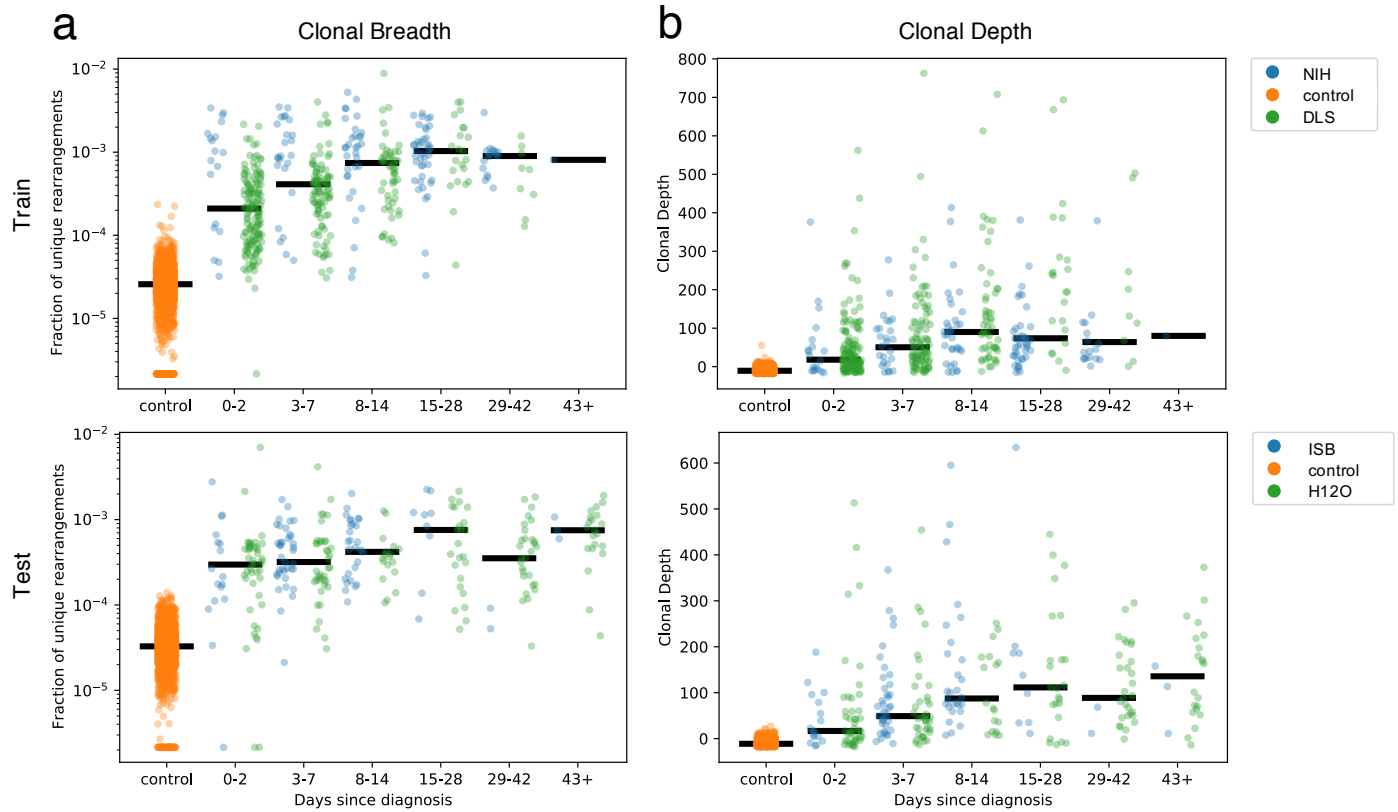 a
Clonal Breadth
b
Clonal Depth
Train
Fraction of unique rearrangements
10⁻²
10⁻³
10⁻⁴
10⁻⁵
control 0-2 3-7 8-14 15-28 29-42 43+
Clonal Depth
800
700
600
500
400
300
200
100
0
control 0-2 3-7 8-14 15-28 29-42 43+
NIH
control
DLS
Test
Fraction of unique rearrangements
10⁻²
10⁻³
10⁻⁴
10⁻⁵
control 0-2 3-7 8-14 15-28 29-42 43+
Days since diagnosis
Clonal Depth
600
500
400
300
200
100
0
control 0-2 3-7 8-14 15-28 29-42 43+
Days since diagnosis
ISB
control
H12O